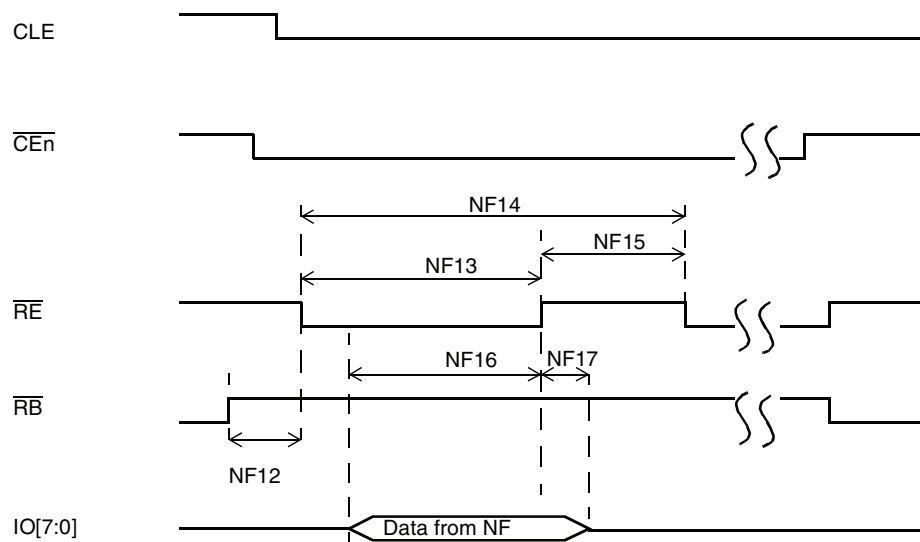 CLE
CEn
NF14
NF15
NF13
RE
NF16 NF17
RB
NF12
IO[7:0] Data from NF